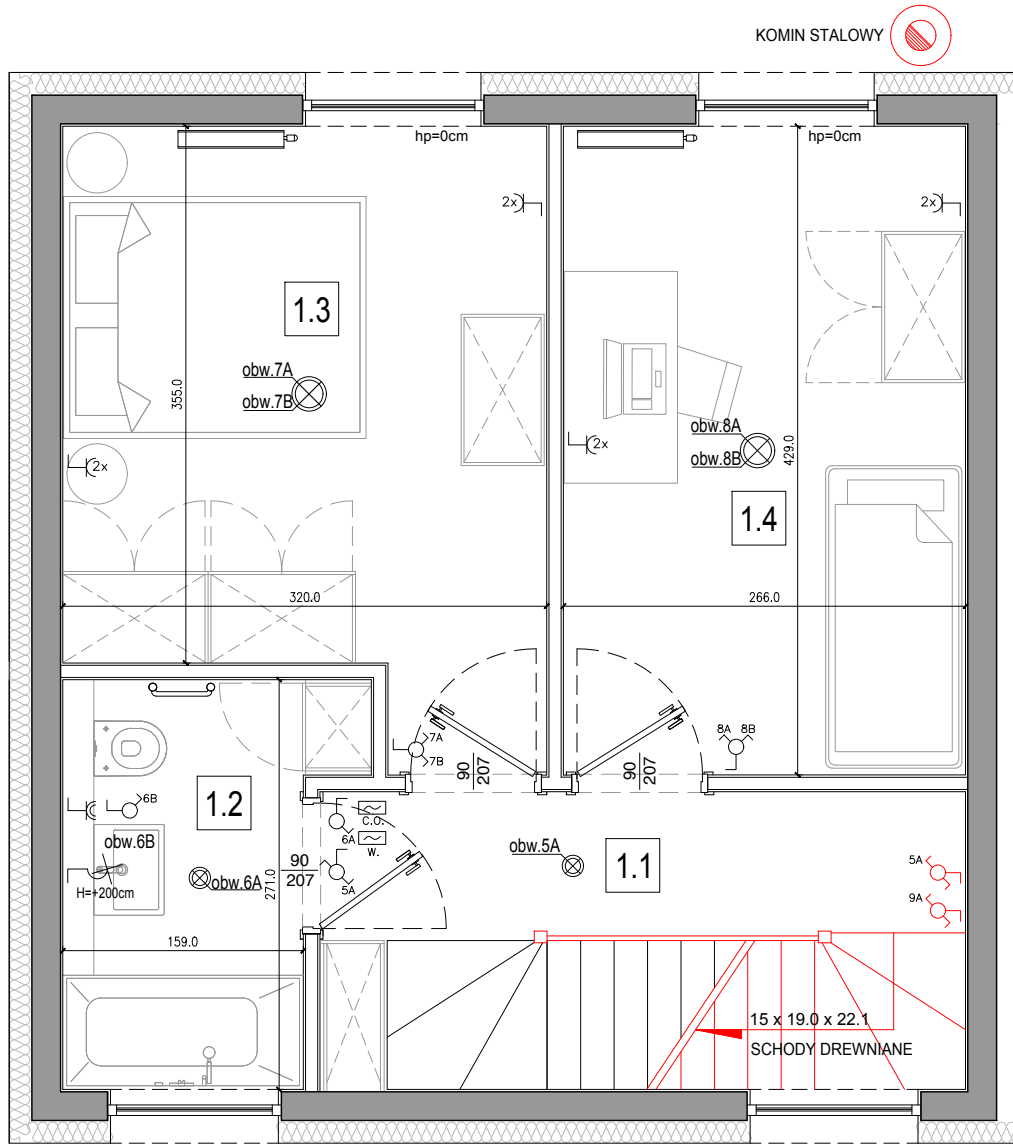 KOMIN STALOWY
hp=0cm
hp=0cm
2x
2x
1.3
obw.7A
obw.7B
355.0
obw.8A
obw.8B
429.0
2x
2x
1.4
320.0
266.0
7A
7B
90
207
90
207
8A 8B
1.2
6B
obw.6B
C.O.
6A
W.
obw.5A
1.1
5A
90
207
5A
obw.6A
271.0
H=+200cm
9A
159.0
15 x 19.0 x 22.1
SCHODY DREWNIANE